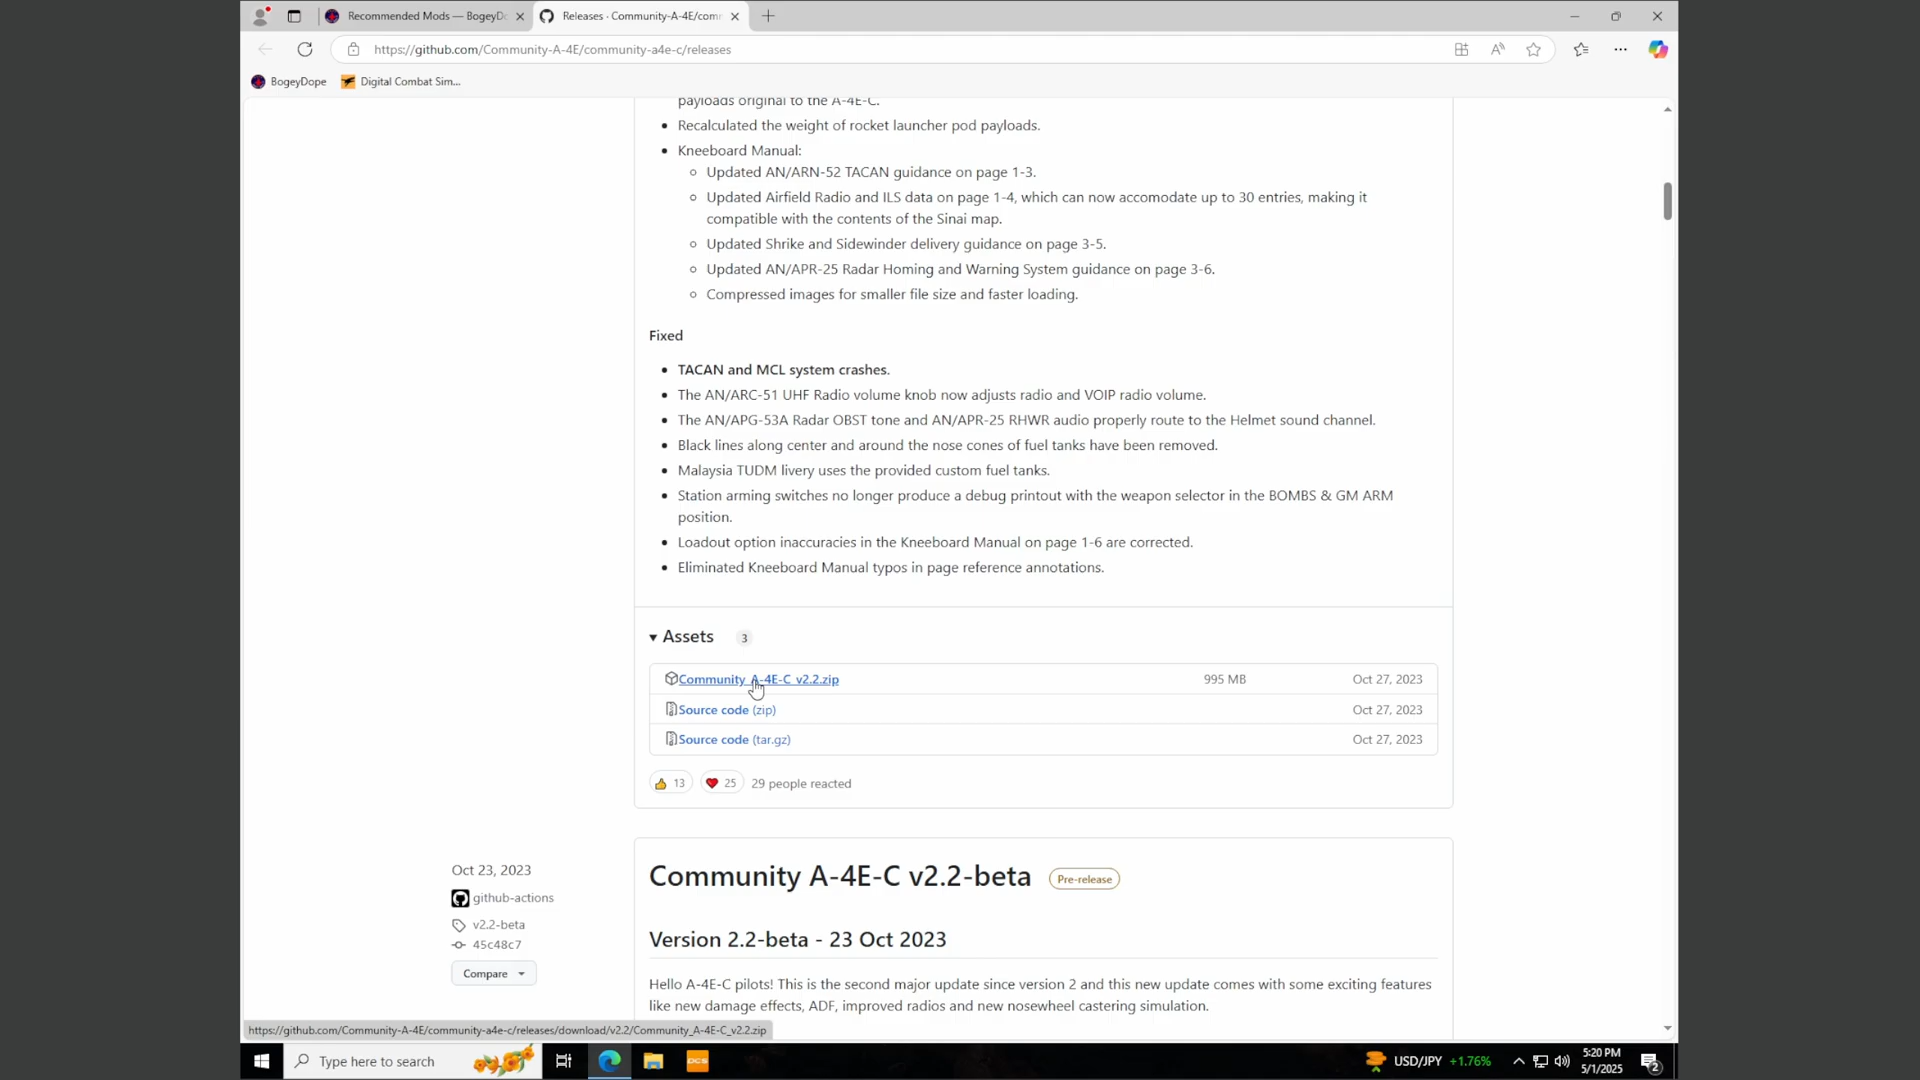 Recommended Mods — BogeyDo
Releases · Community-A-4E/comm
https://github.com/Community-A-4E/community-a4e-c/releases
BogeyDope
Digital Combat Sim...
payloads original to the A-4E-C.
Recalculated the weight of rocket launcher pod payloads.
Kneeboard Manual:
Updated AN/ARN-52 TACAN guidance on page 1-3.
Updated Airfield Radio and ILS data on page 1-4, which can now accomodate up to 30 entries, making it
compatible with the contents of the Sinai map.
Updated Shrike and Sidewinder delivery guidance on page 3-5.
Updated AN/APR-25 Radar Homing and Warning System guidance on page 3-6.
Compressed images for smaller file size and faster loading.
Fixed
TACAN and MCL system crashes.
The AN/ARC-51 UHF Radio volume knob now adjusts radio and VOIP radio volume.
The AN/APG-53A Radar OBST tone and AN/APR-25 RHWR audio properly route to the Helmet sound channel.
Black lines along center and around the nose cones of fuel tanks have been removed.
Malaysia TUDM livery uses the provided custom fuel tanks.
Station arming switches no longer produce a debug printout with the weapon selector in the BOMBS & GM ARM
position.
Loadout option inaccuracies in the Kneeboard Manual on page 1-6 are corrected.
Eliminated Kneeboard Manual typos in page reference annotations.
Assets 3
Community_A-4E-C_v2.2.zip 995 MB Oct 27, 2023
Source code (zip) Oct 27, 2023
Source code (tar.gz) Oct 27, 2023
13 25 29 people reacted
Oct 23, 2023
github-actions
v2.2-beta
45c48c7
Compare
Community A-4E-C v2.2-beta Pre-release
Version 2.2-beta - 23 Oct 2023
Hello A-4E-C pilots! This is the second major update since version 2 and this new update comes with some exciting features
like new damage effects, ADF, improved radios and new nosewheel castering simulation.
https://github.com/Community-A-4E/community-a4e-c/releases/download/v2.2/Community_A-4E-C_v2.2.zip
Type here to search
DCS
USD/JPY +1.76%
5:20 PM
5/1/2025
2